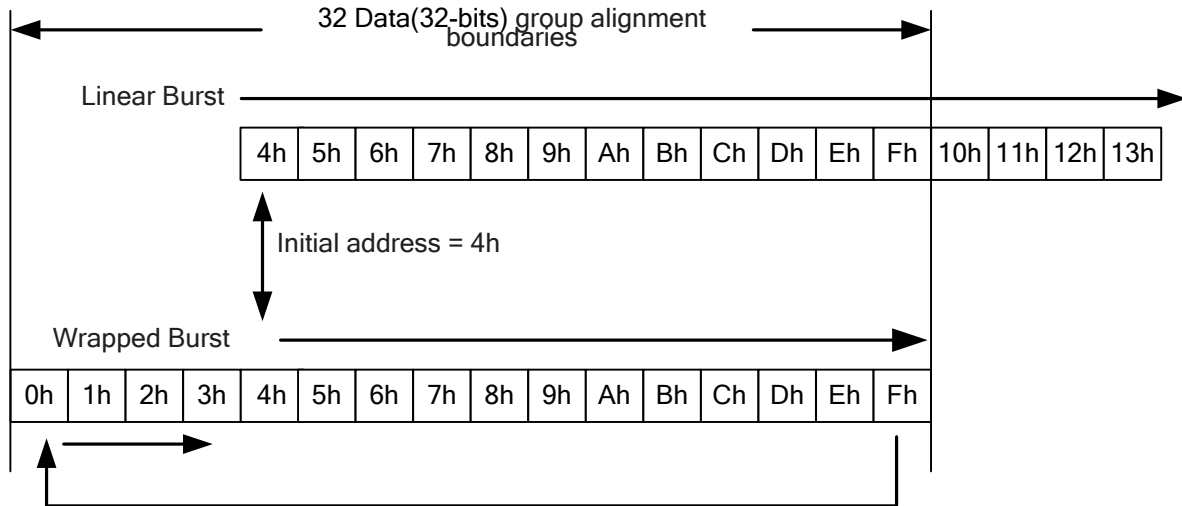 32 Data(32-bits) group alignment
boundaries
Linear Burst
4h 5h 6h 7h 8h 9h Ah Bh Ch Dh Eh Fh 10h 11h 12h 13h
Initial address = 4h
Wrapped Burst
0h 1h 2h 3h 4h 5h 6h 7h 8h 9h Ah Bh Ch Dh Eh Fh